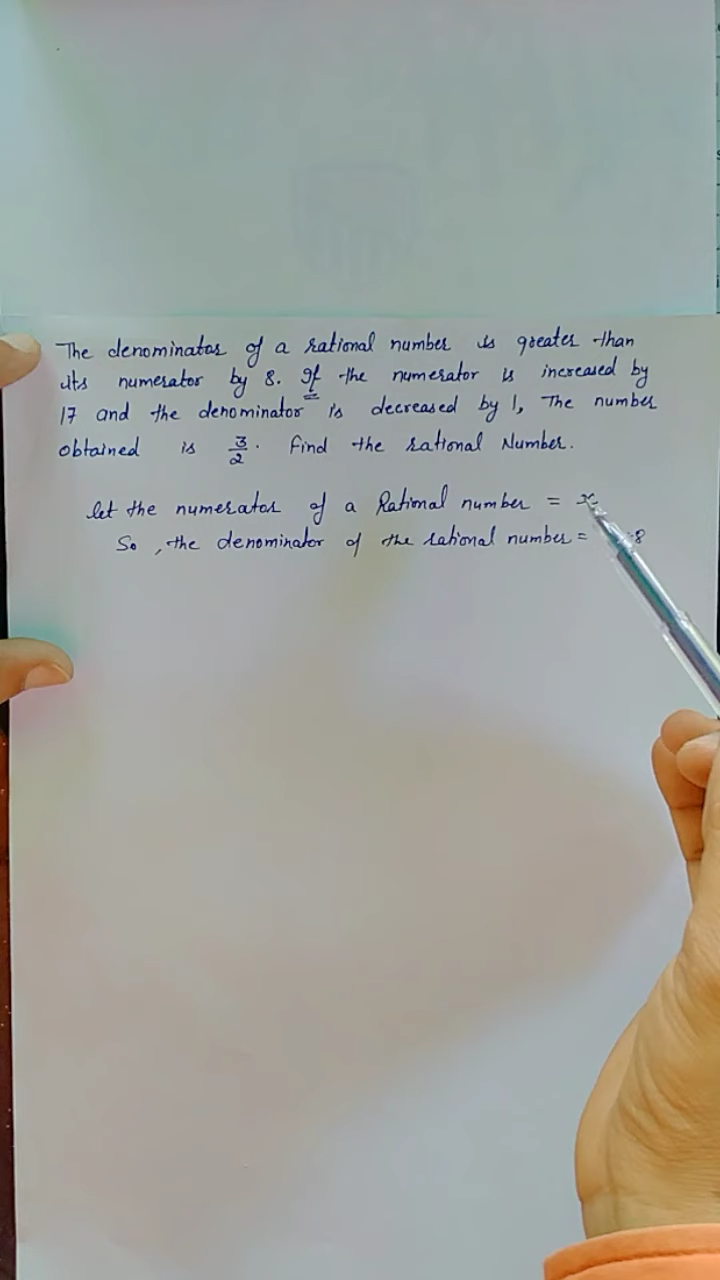 The denominator of a rational number is greater than
its numerator by 8. If the numerator is increased by
17 and the denominator is decreased by 1, The number
obtained is 3/2. Find the rational Number.
let the numerator of a Rational number = x
So, the denominator of the rational number = 8